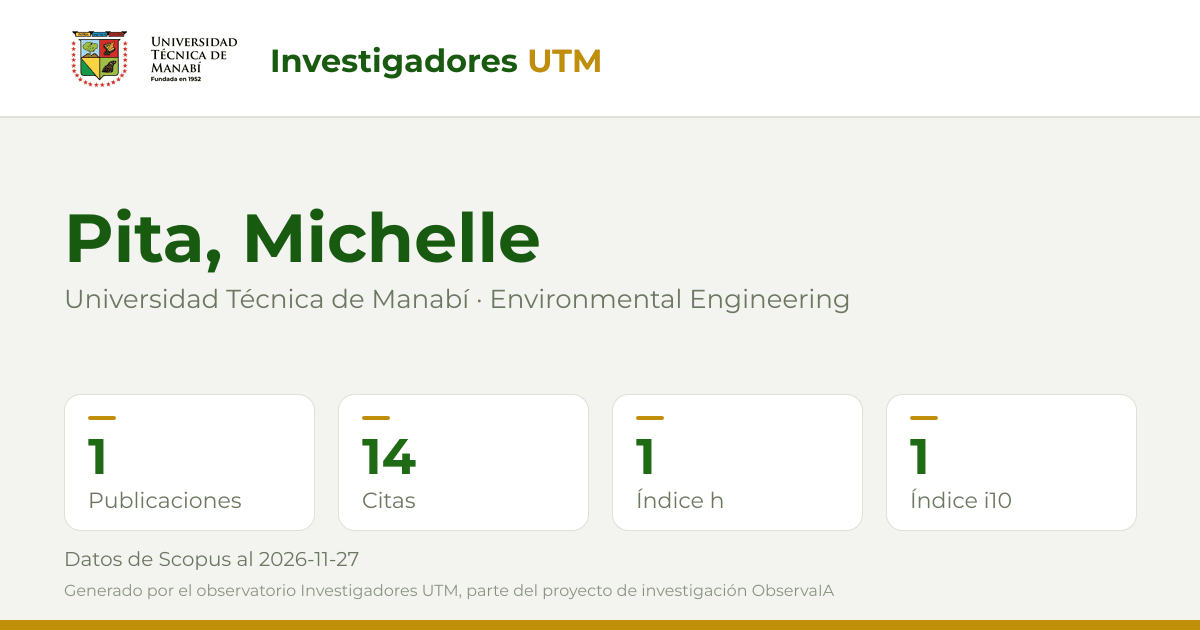 UNIVERSIDAD
TÉCNICA DE
MANABÍ
Fundada en 1952
Investigadores UTM
Pita, Michelle
Universidad Técnica de Manabí · Environmental Engineering
1
Publicaciones
14
Citas
1
Índice h
1
Índice i10
Datos de Scopus al 2026-11-27
Generado por el observatorio Investigadores UTM, parte del proyecto de investigación ObservaIA